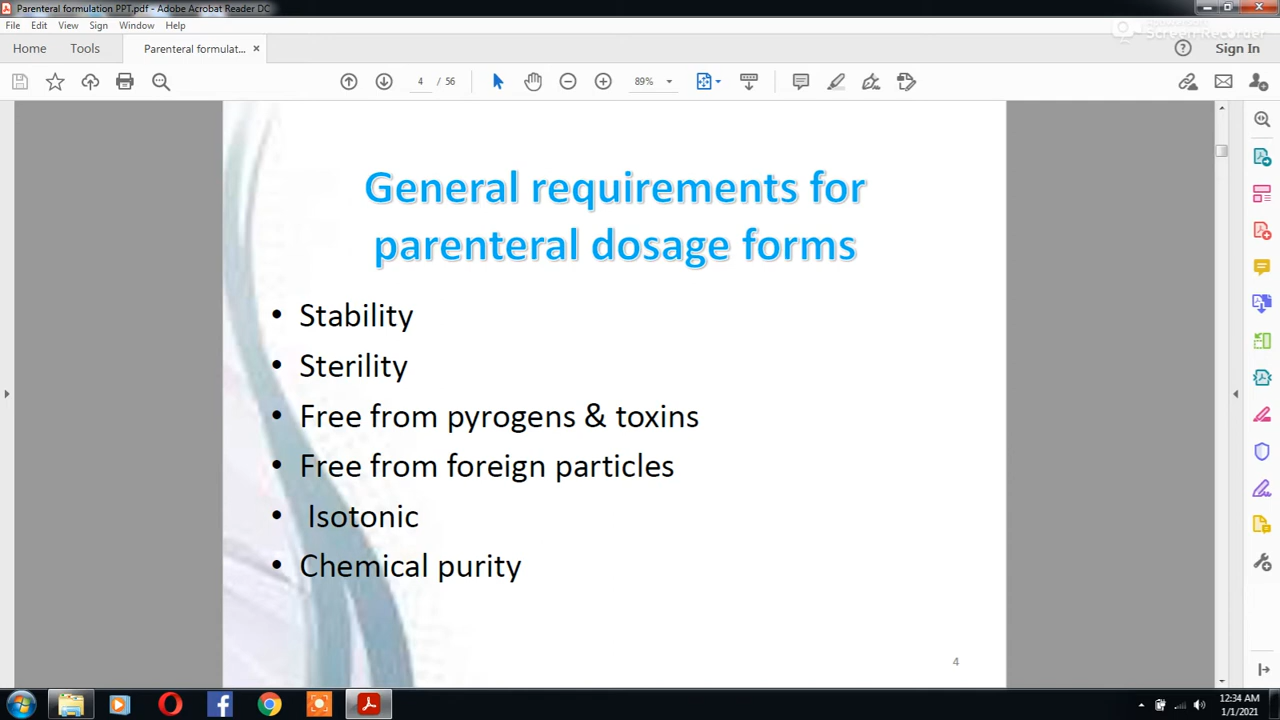 Parenteral formulation PPT.pdf - Adobe Acrobat Reader DC
File Edit View Sign Window Help
Home Tools Parenteral formulat... ×
Screen Recorder
Sign In
4 / 56
89%
General requirements for
parenteral dosage forms
• Stability
• Sterility
• Free from pyrogens & toxins
• Free from foreign particles
• Isotonic
• Chemical purity
4
12:34 AM
1/1/2021